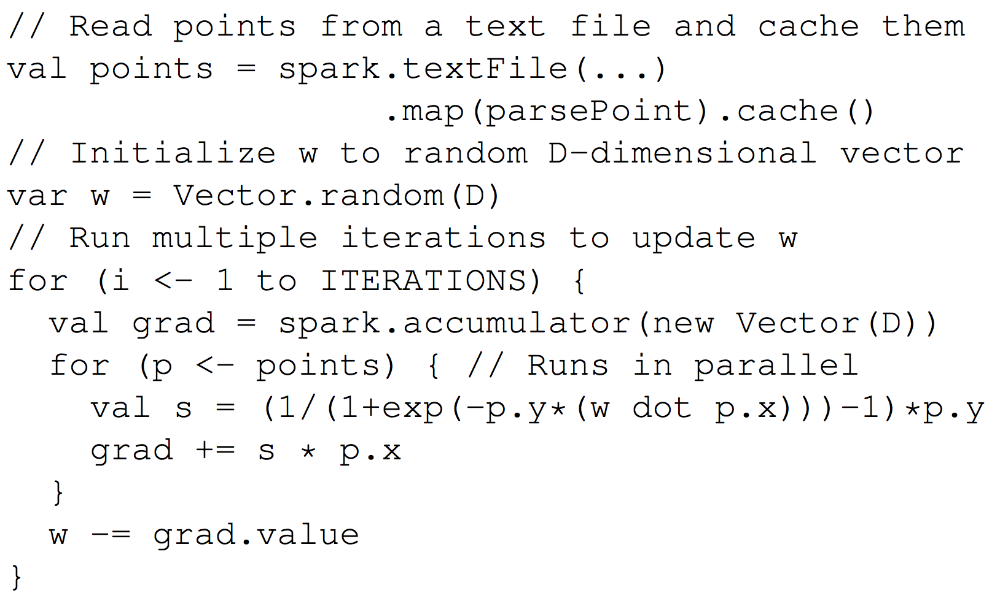 // Read points from a text file and cache them
val points = spark.textFile(...)
                  .map(parsePoint).cache()
// Initialize w to random D-dimensional vector
var w = Vector.random(D)
// Run multiple iterations to update w
for (i <- 1 to ITERATIONS) {
  val grad = spark.accumulator(new Vector(D))
  for (p <- points) { // Runs in parallel
    val s = (1/(1+exp(-p.y*(w dot p.x)))-1)*p.y
    grad += s * p.x
  }
  w -= grad.value
}